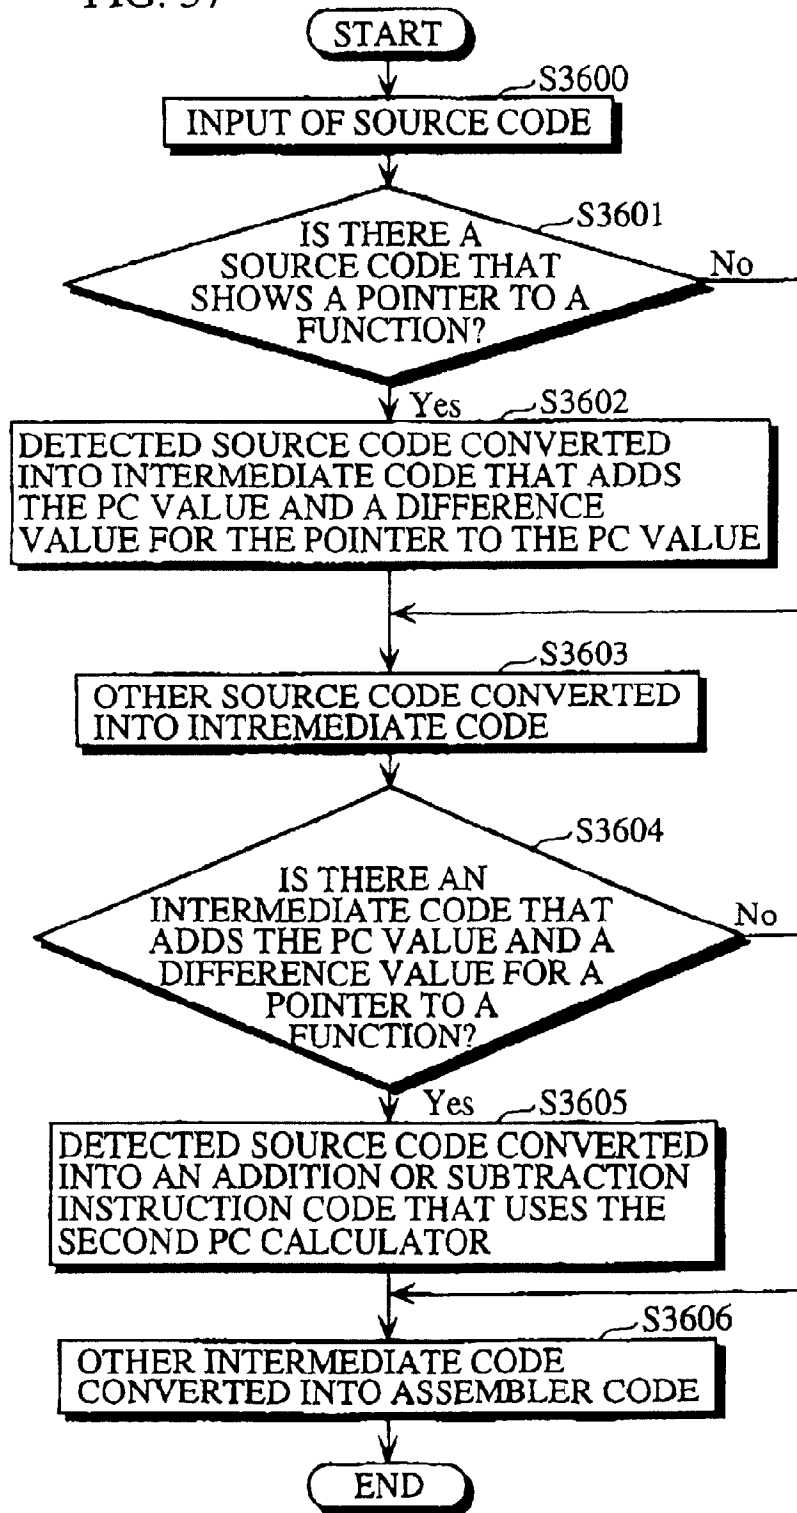 START
S3600
INPUT OF SOURCE CODE
S3601
IS THERE A
SOURCE CODE THAT
SHOWS A POINTER TO A
FUNCTION?
No
Yes
S3602
DETECTED SOURCE CODE CONVERTED
INTO INTERMEDIATE CODE THAT ADDS
THE PC VALUE AND A DIFFERENCE
VALUE FOR THE POINTER TO THE PC VALUE
S3603
OTHER SOURCE CODE CONVERTED
INTO INTREMEDIATE CODE
S3604
IS THERE AN
INTERMEDIATE CODE THAT
ADDS THE PC VALUE AND A
DIFFERENCE VALUE FOR A
POINTER TO A
FUNCTION?
No
Yes
S3605
DETECTED SOURCE CODE CONVERTED
INTO AN ADDITION OR SUBTRACTION
INSTRUCTION CODE THAT USES THE
SECOND PC CALCULATOR
S3606
OTHER INTERMEDIATE CODE
CONVERTED INTO ASSEMBLER CODE
END